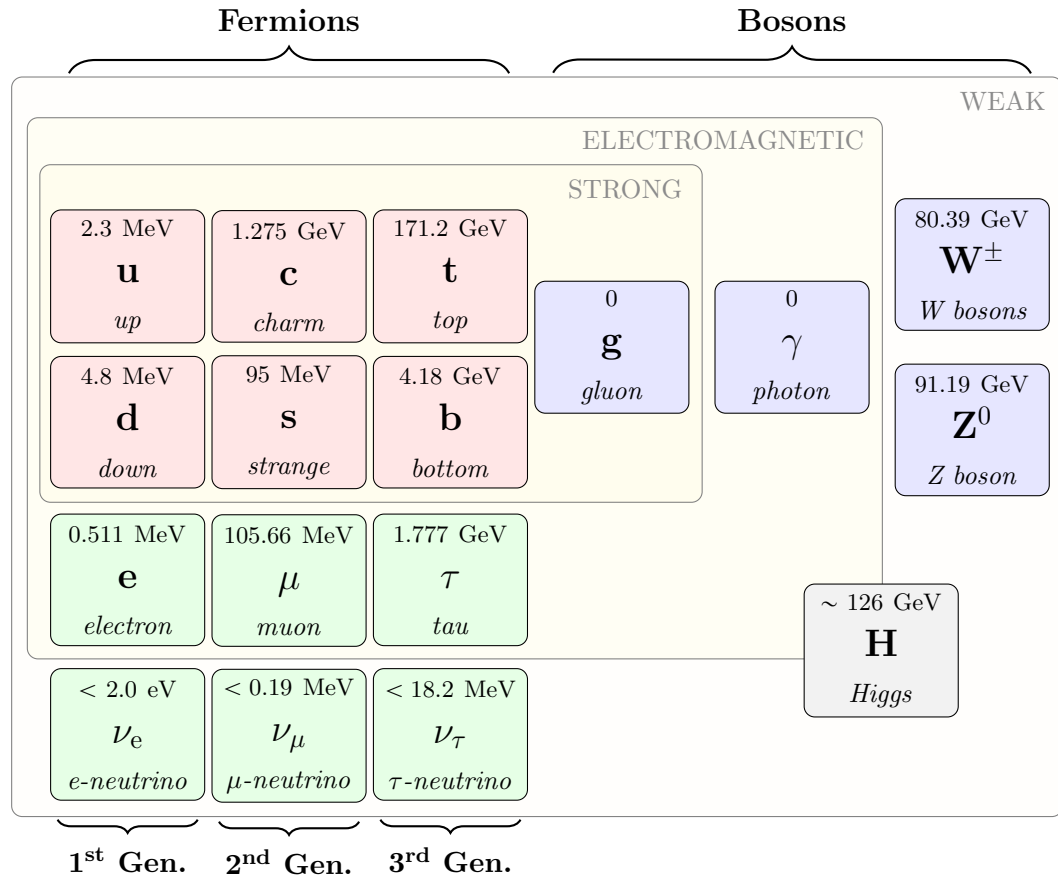 Fermions
Bosons
WEAK
ELECTROMAGNETIC
STRONG
2.3 MeV
u
up
1.275 GeV
c
charm
171.2 GeV
t
top
0
g
gluon
0
γ
photon
80.39 GeV
W±
W bosons
4.8 MeV
d
down
95 MeV
s
strange
4.18 GeV
b
bottom
91.19 GeV
Z⁰
Z boson
0.511 MeV
e
electron
105.66 MeV
μ
muon
1.777 GeV
τ
tau
~ 126 GeV
H
Higgs
< 2.0 eV
νe
e-neutrino
< 0.19 MeV
νμ
μ-neutrino
< 18.2 MeV
ντ
τ-neutrino
1st Gen.
2nd Gen.
3rd Gen.